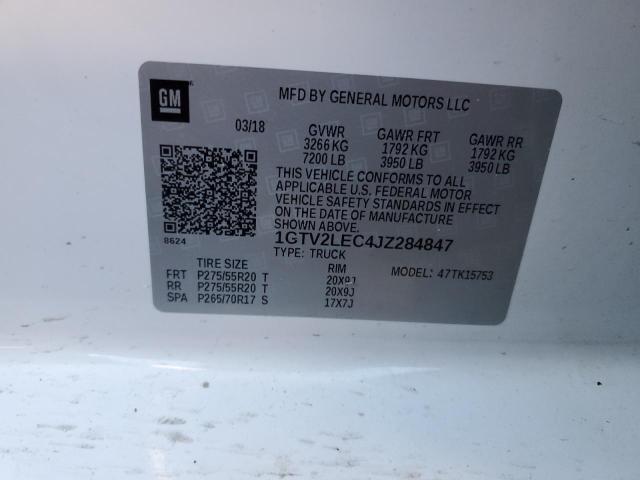 GM
MFD BY GENERAL MOTORS LLC
03/18 GVWR GAWR FRT GAWR RR
3266 KG 1792 KG 1792 KG
7200 LB 3950 LB 3950 LB
THIS VEHICLE CONFORMS TO ALL
APPLICABLE U.S. FEDERAL MOTOR
VEHICLE SAFETY STANDARDS IN EFFECT
ON THE DATE OF MANUFACTURE
SHOWN ABOVE.
8624 1GTV2LEC4JZ284847
TYPE: TRUCK
TIRE SIZE RIM MODEL: 47TK15753
FRT P275/55R20 T 20X9J
RR P275/55R20 T 20X9J
SPA P265/70R17 S 17X7J